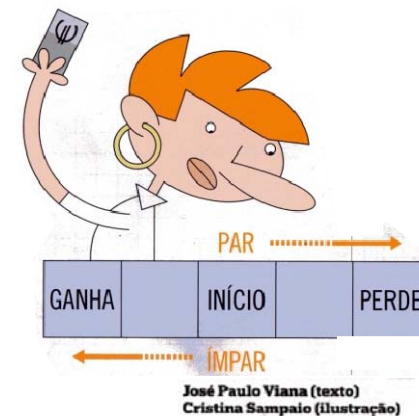 PAR
GANHA INÍCIO PERDE
ÍMPAR
José Paulo Viana (texto)
Cristina Sampaio (ilustração)